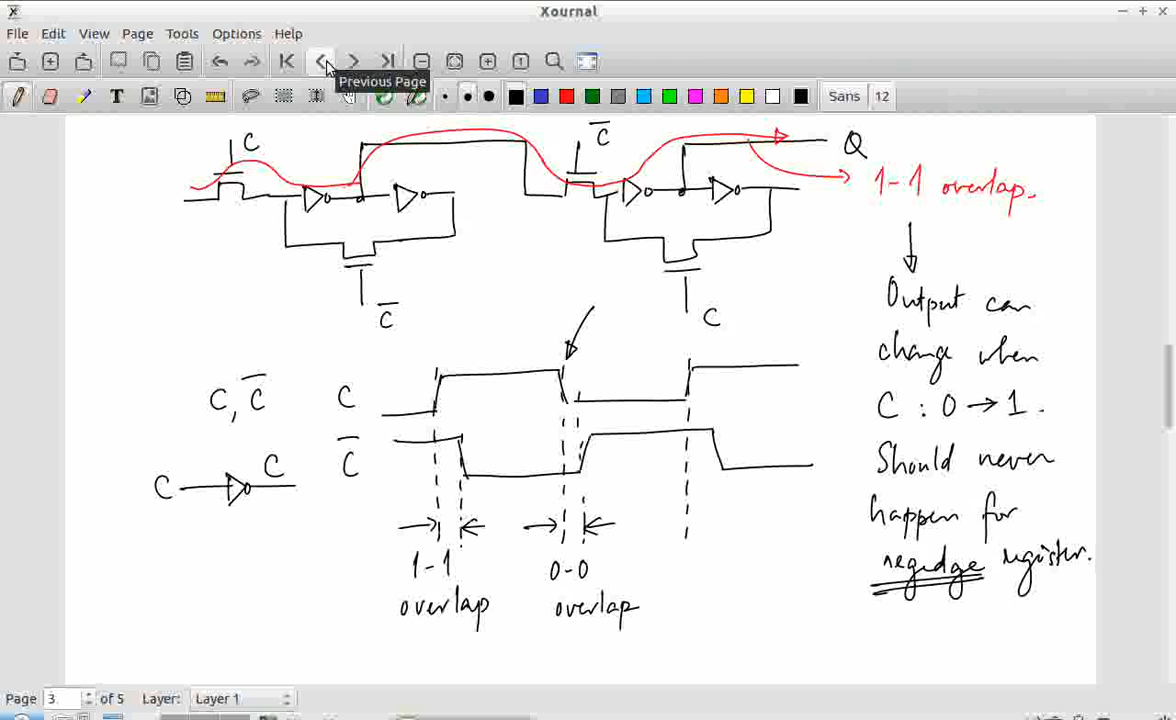 Xournal
File Edit View Page Tools Options Help
Previous Page
Sans 12
C
C̅
Q
1-1 overlap.
C̅
C
Output can
change when
C : 0 → 1.
Should never
happen for
negedge register.
C, C̅
C
C̅
C
C
1-1
overlap
0-0
overlap
Page 3 of 5 Layer: Layer 1